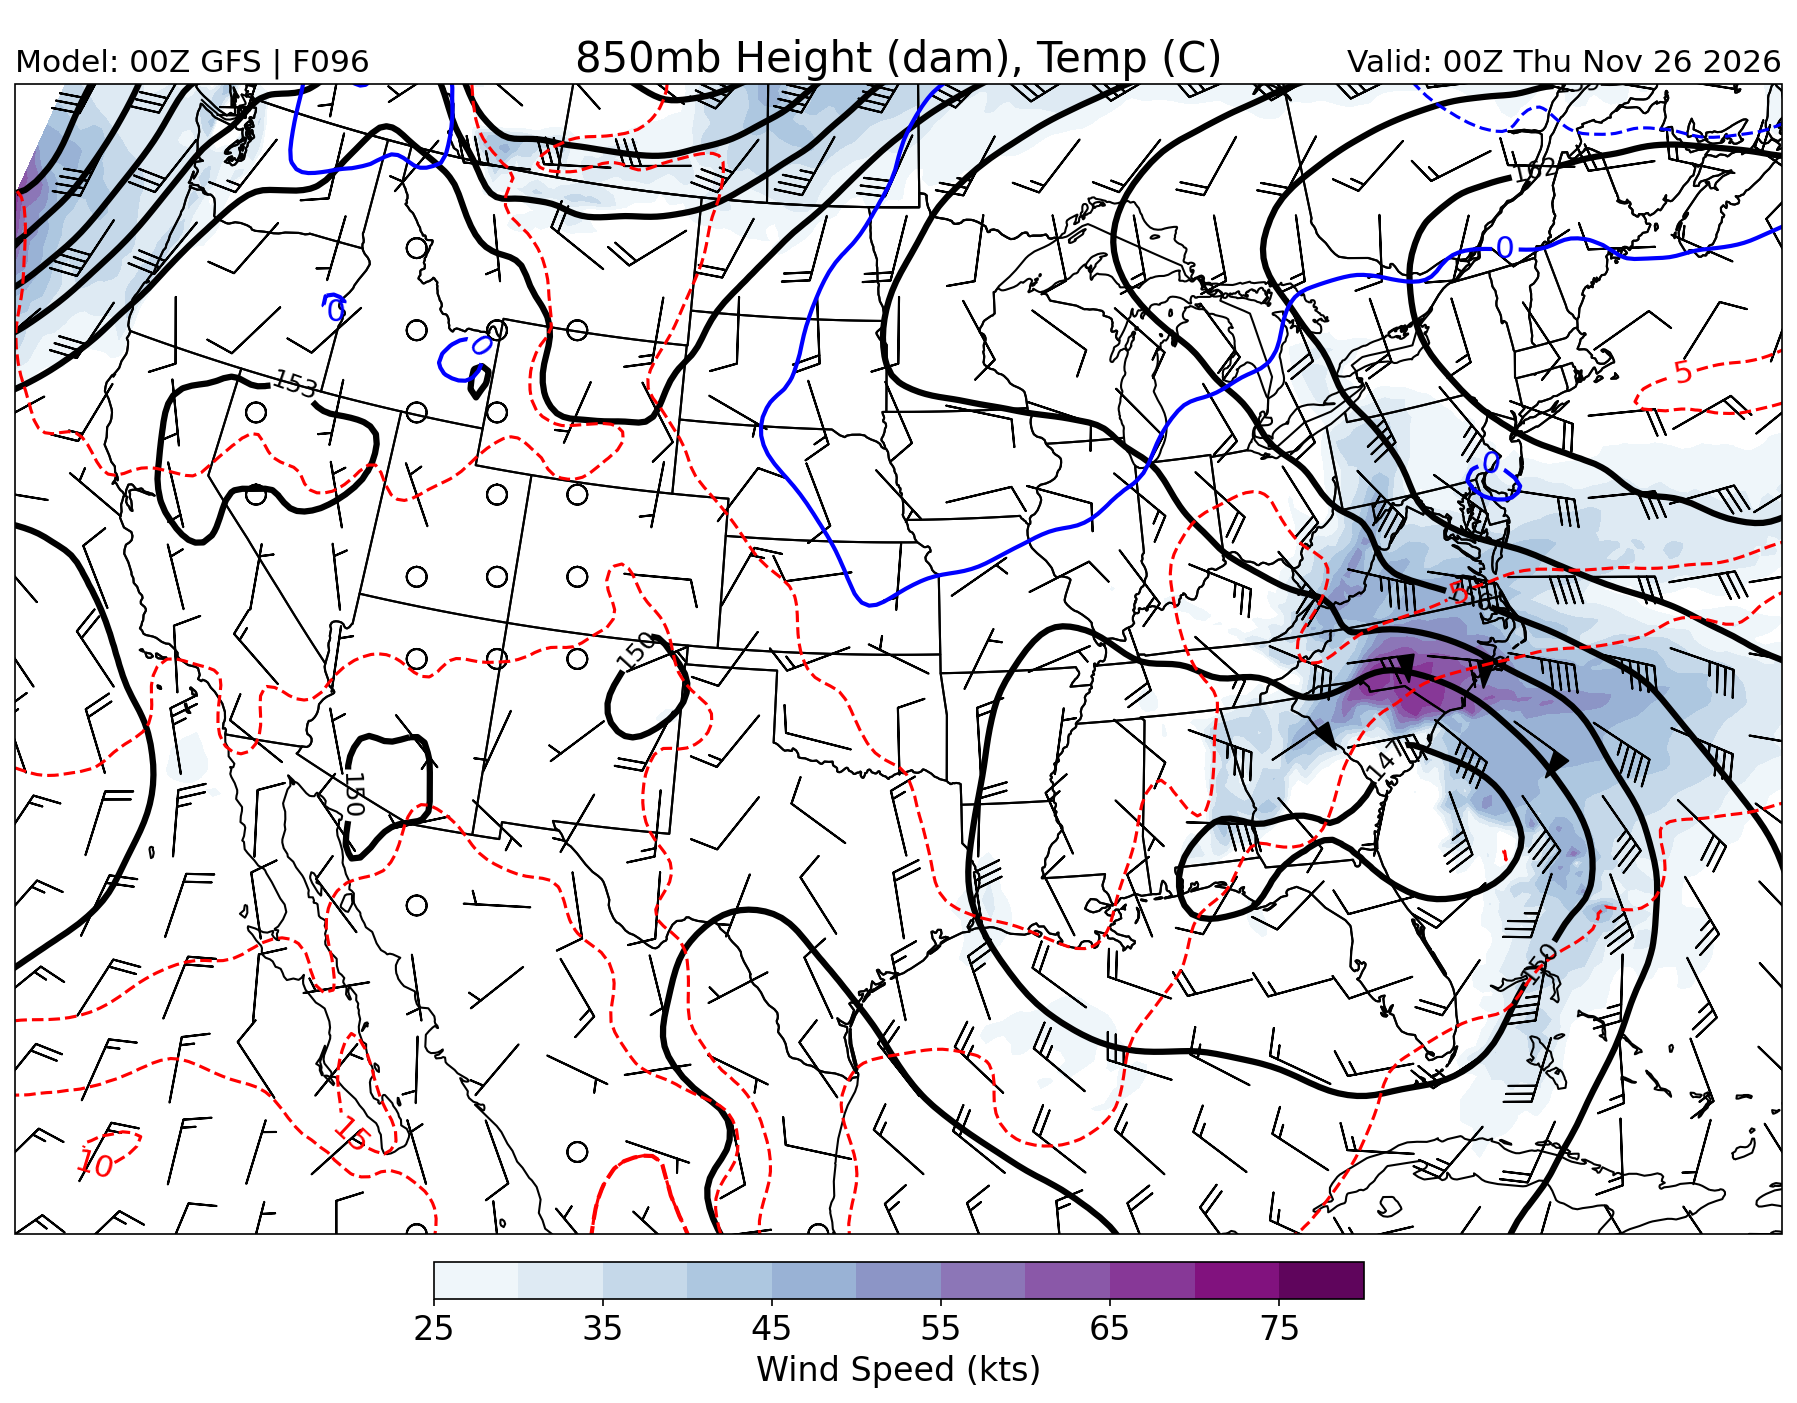 Model: 00Z GFS | F096
850mb Height (dam), Temp (C)
Valid: 00Z Thu Nov 26 2026
162
0
0
0
5
153
0
5
150
147
150
150
15
10
25 35 45 55 65 75
Wind Speed (kts)